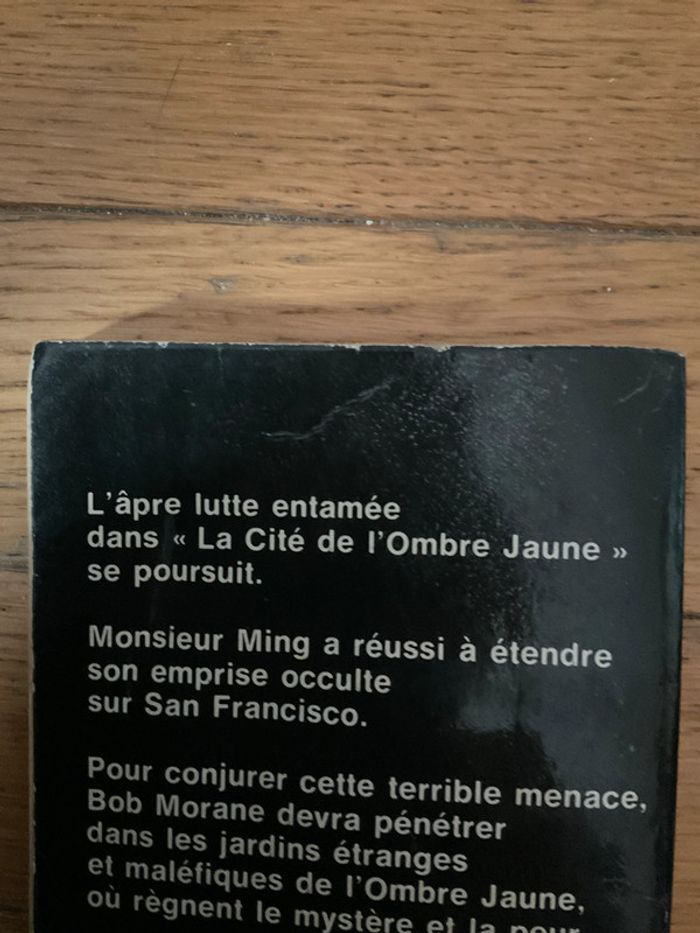 L'âpre lutte entamée
dans « La Cité de l'Ombre Jaune »
se poursuit.
Monsieur Ming a réussi à étendre
son emprise occulte
sur San Francisco.
Pour conjurer cette terrible menace,
Bob Morane devra pénétrer
dans les jardins étranges
et maléfiques de l'Ombre Jaune,
où règnent le mystère et la